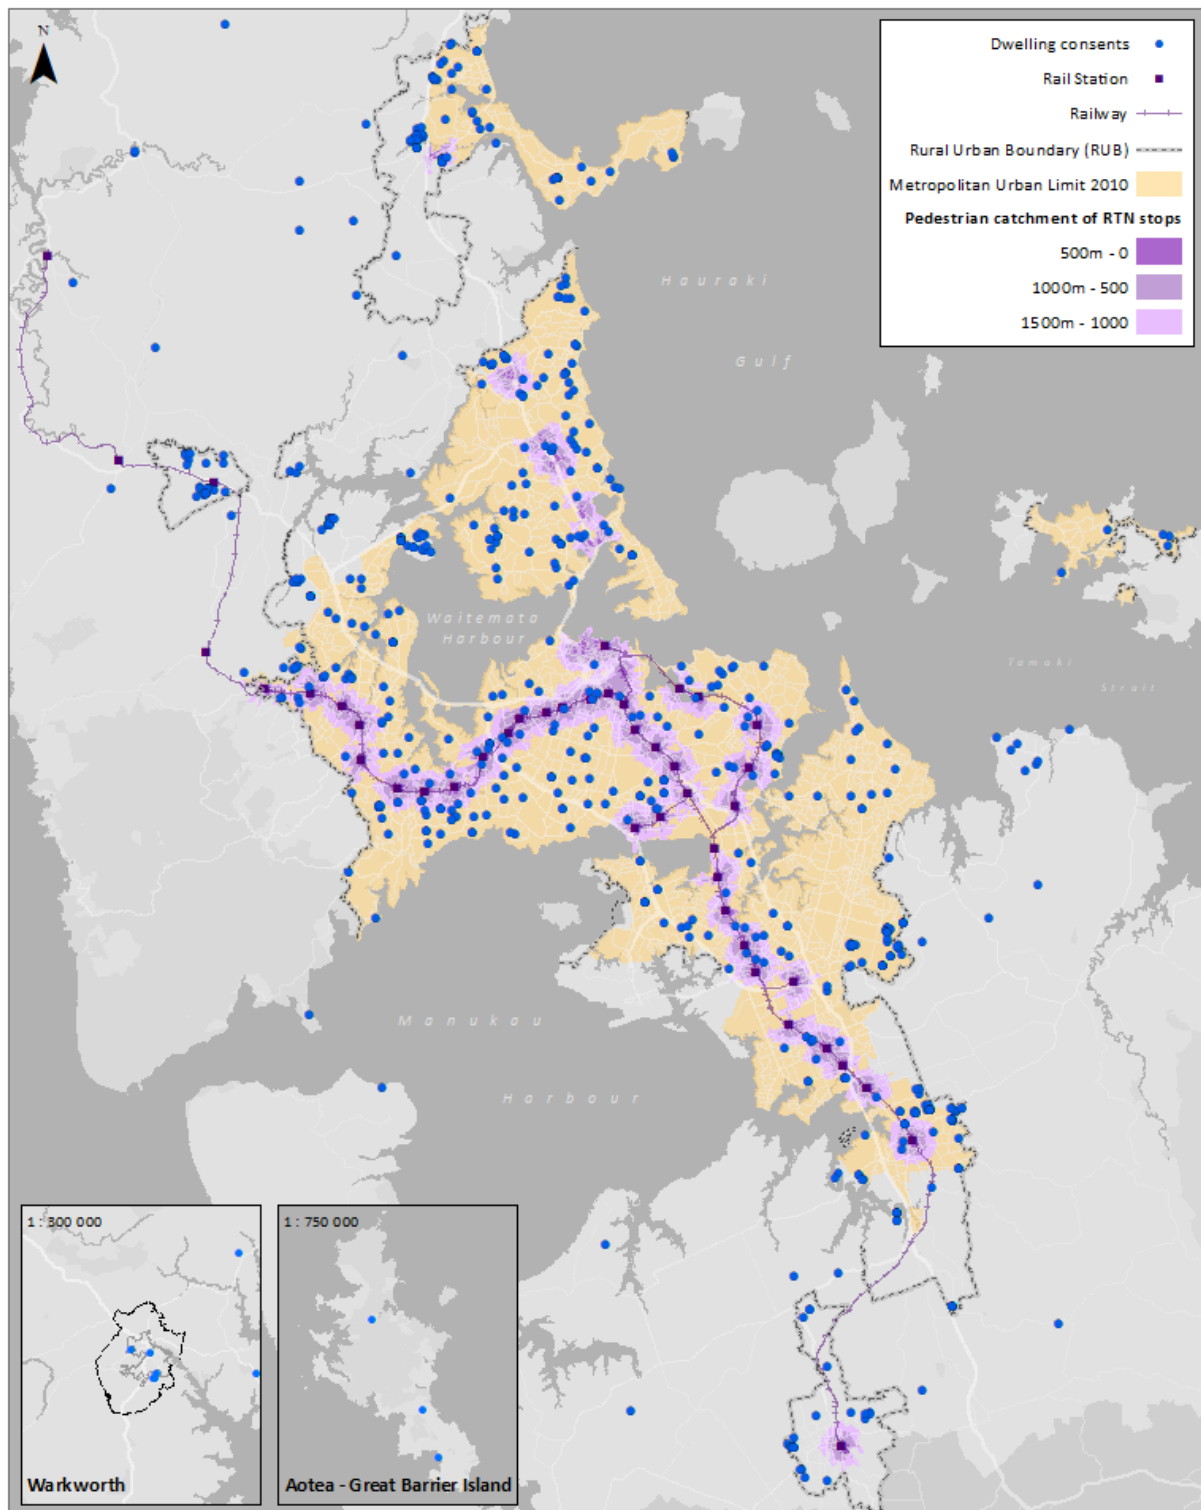 N
Dwelling consents
Rail Station
Railway
Rural Urban Boundary (RUB)
Metropolitan Urban Limit 2010
Pedestrian catchment of RTN stops
500m - 0
1000m - 500
1500m - 1000
Hauraki
Gulf
Waitemata
Harbour
Tamaki
Strait
Manukau
Harbour
1 : 300 000
Warkworth
1 : 750 000
Aotea - Great Barrier Island